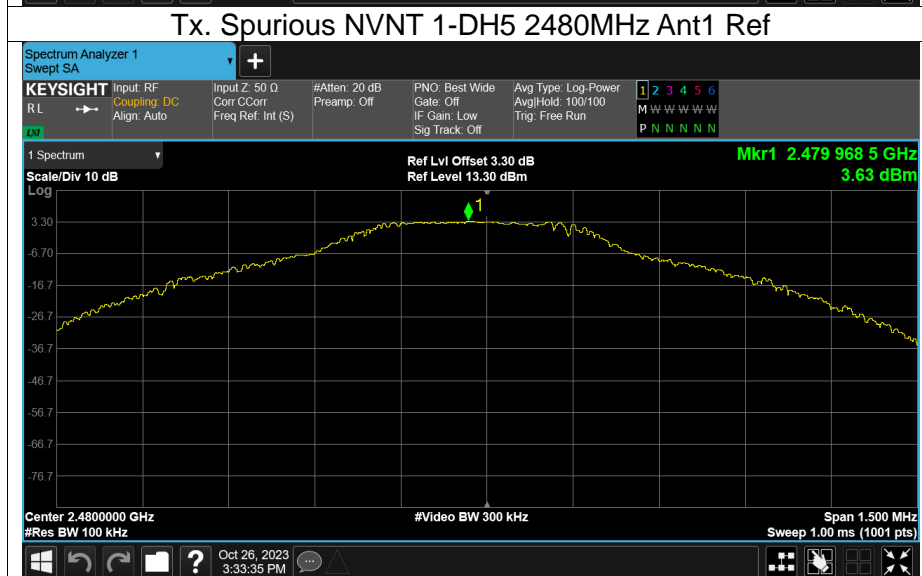 Tx. Spurious NVNT 1-DH5 2480MHz Ant1 Ref
Spectrum Analyzer 1
Swept SA
+
KEYSIGHT
R L
LXI
Input: RF
Coupling: DC
Align: Auto
Input Z: 50 Ω
Corr CCorr
Freq Ref: Int (S)
#Atten: 20 dB
Preamp: Off
PNO: Best Wide
Gate: Off
IF Gain: Low
Sig Track: Off
Avg Type: Log-Power
Avg|Hold: 100/100
Trig: Free Run
1 2 3 4 5 6
M W W W W W
P N N N N N
1 Spectrum
Scale/Div 10 dB
Ref Lvl Offset 3.30 dB
Ref Level 13.30 dBm
Mkr1 2.479 968 5 GHz
3.63 dBm
Log
1
3.30
-6.70
-16.7
-26.7
-36.7
-46.7
-56.7
-66.7
-76.7
Center 2.4800000 GHz
#Res BW 100 kHz
#Video BW 300 kHz
Span 1.500 MHz
Sweep 1.00 ms (1001 pts)
?
Oct 26, 2023
3:33:35 PM